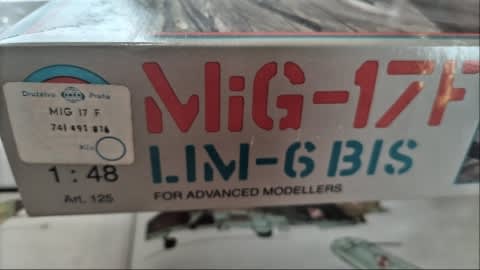 Družstvo Praha
MIG 17 F
741 491 816
MiG-17F
LIM-6 BIS
1:48
FOR ADVANCED MODELLERS
Art. 125